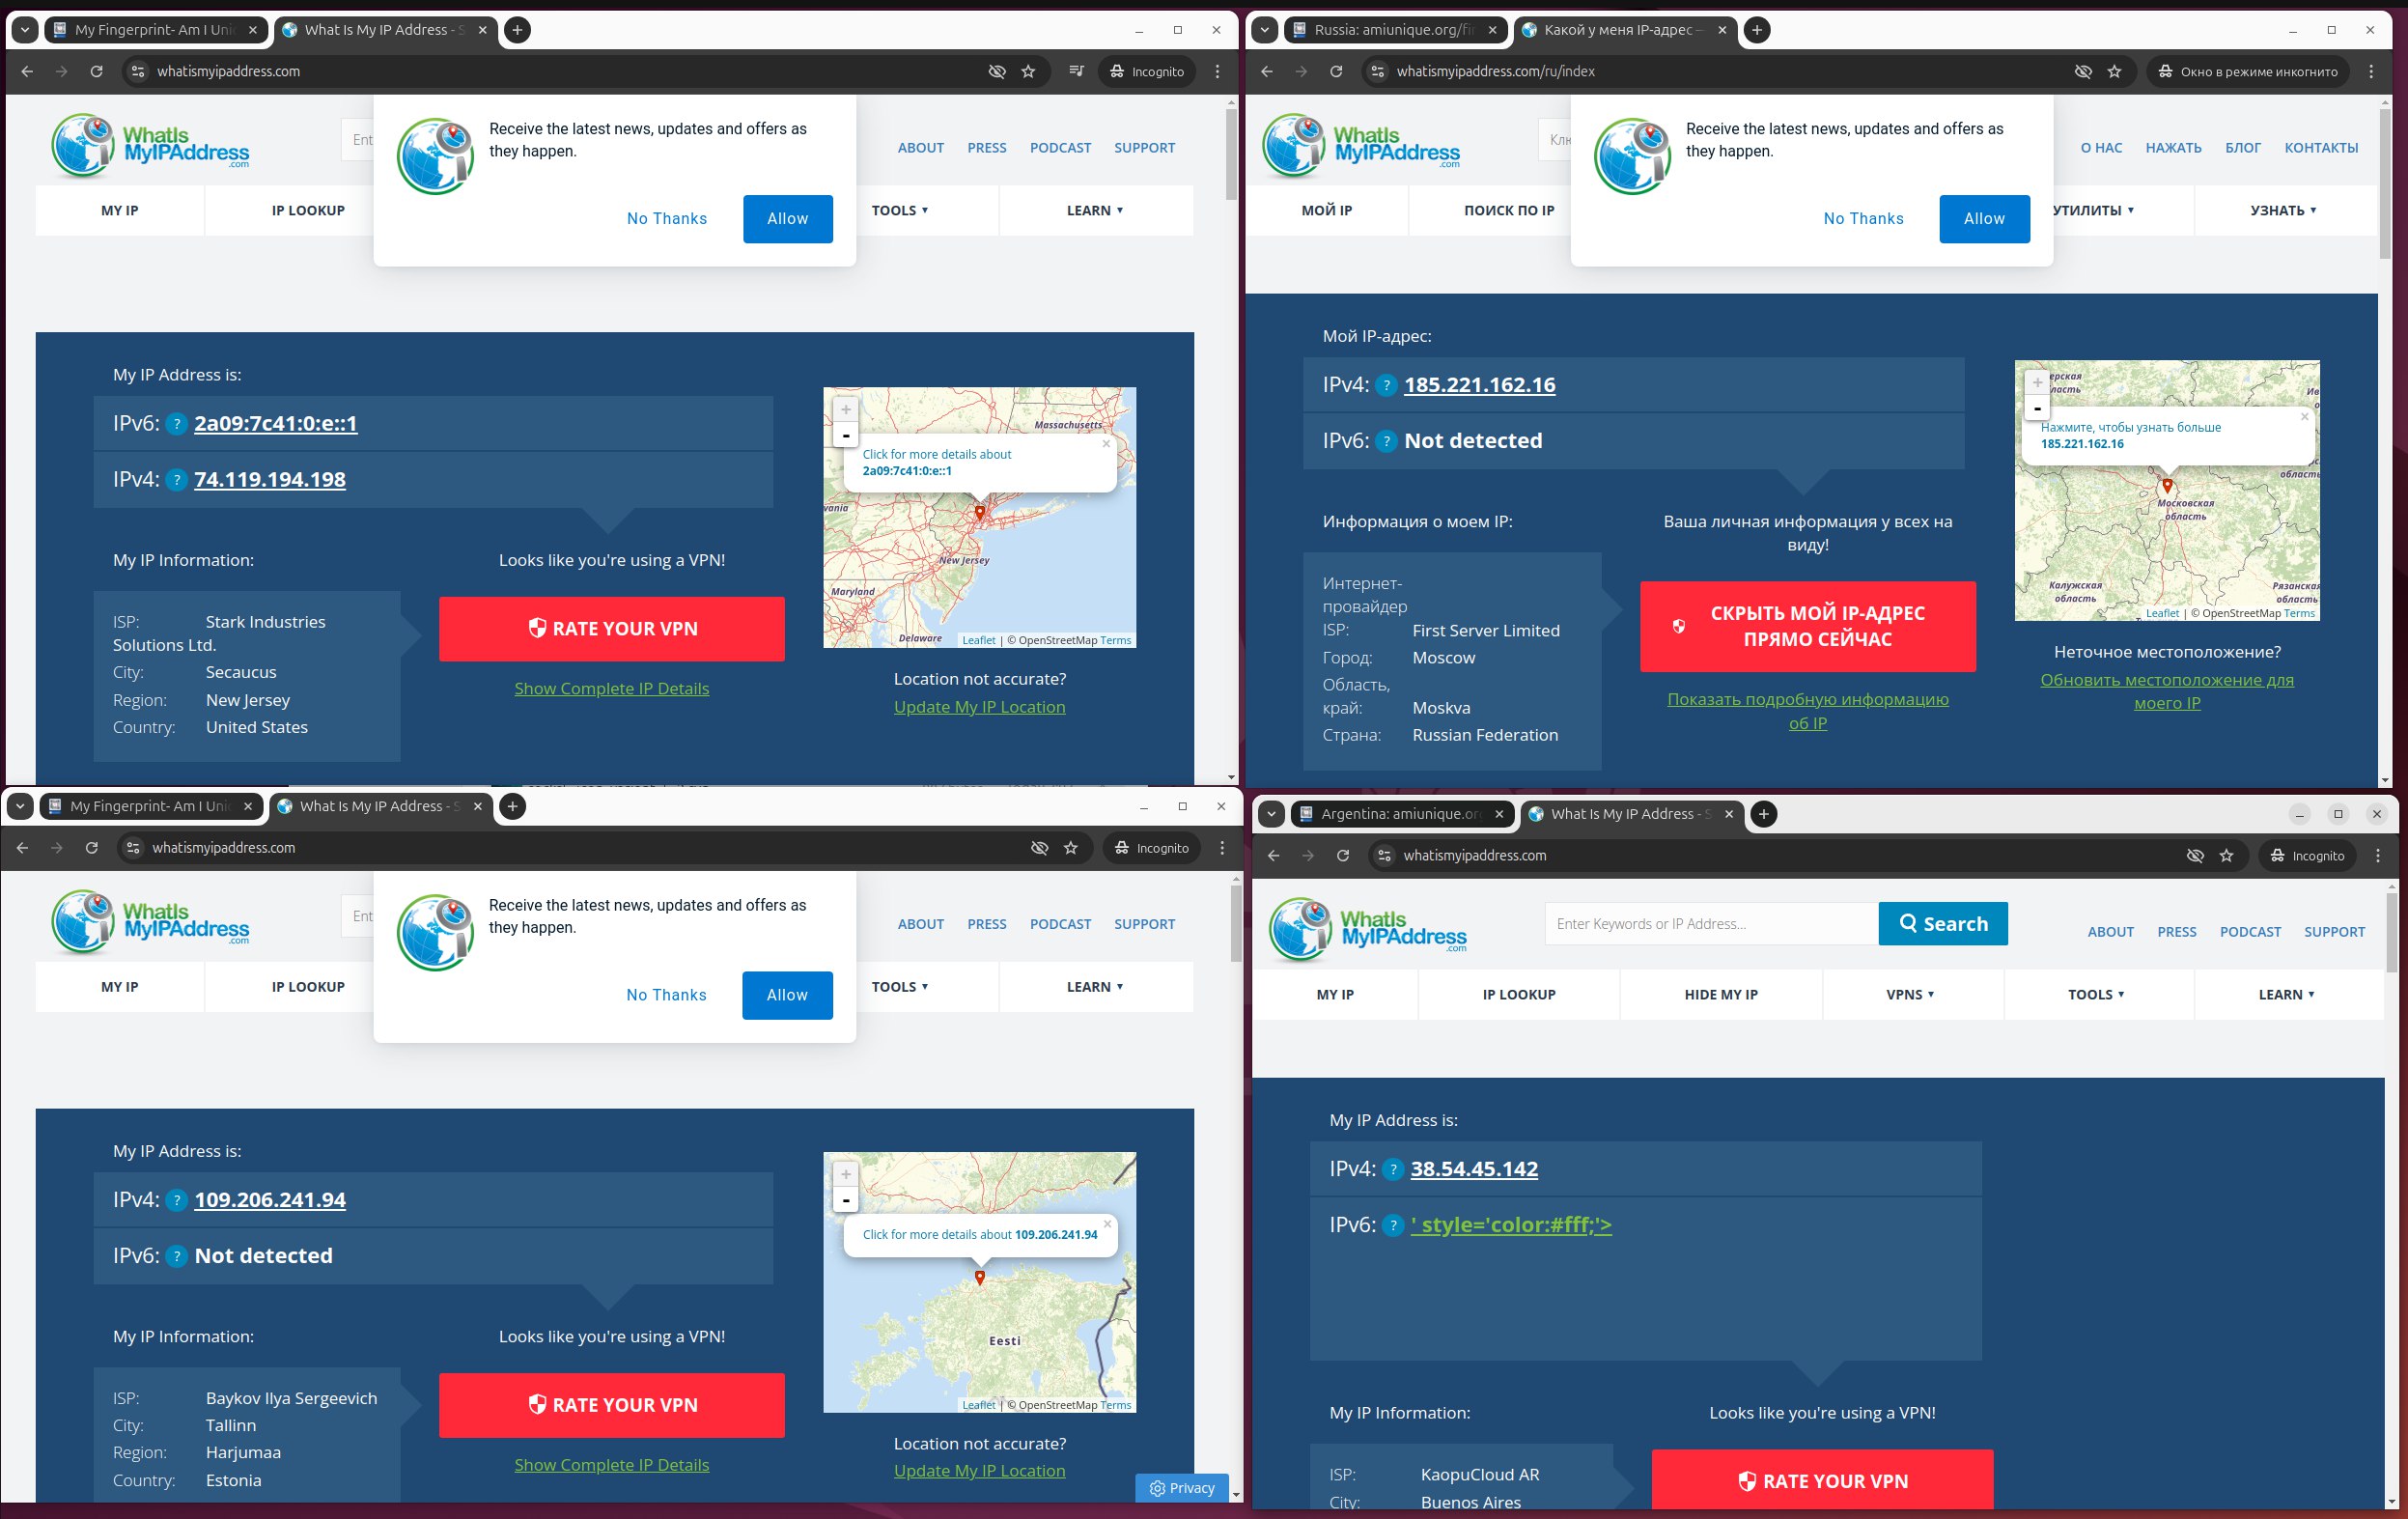 My Fingerprint- Am I Uni
What Is My IP Address - S
whatismyipaddress.com
Incognito
WhatIs
MyIPAddress
.com
Ent
Receive the latest news, updates and offers as
they happen.
No Thanks
Allow
ABOUT
PRESS
PODCAST
SUPPORT
MY IP
IP LOOKUP
TOOLS
LEARN
My IP Address is:
IPv6: ? 2a09:7c41:0:e::1
IPv4: ? 74.119.194.198
My IP Information:
ISP: Stark Industries
Solutions Ltd.
City: Secaucus
Region: New Jersey
Country: United States
Looks like you're using a VPN!
RATE YOUR VPN
Show Complete IP Details
+
-
Massachusetts
Click for more details about
2a09:7c41:0:e::1
vania
New Jersey
Maryland
Delaware
Leaflet | © OpenStreetMap Terms
Location not accurate?
Update My IP Location
Russia: amiunique.org/fi
Какой у меня IP-адрес –
whatismyipaddress.com/ru/index
Окно в режиме инкогнито
WhatIs
MyIPAddress
.com
Клю
Receive the latest news, updates and offers as
they happen.
No Thanks
Allow
О НАС
НАЖАТЬ
БЛОГ
КОНТАКТЫ
МОЙ IP
ПОИСК ПО IP
УТИЛИТЫ
УЗНАТЬ
Мой IP-адрес:
IPv4: ? 185.221.162.16
IPv6: ? Not detected
Информация о моем IP:
Интернет-
провайдер
ISP: First Server Limited
Город: Moscow
Область,
край: Moskva
Страна: Russian Federation
Ваша личная информация у всех на
виду!
СКРЫТЬ МОЙ IP-АДРЕС
ПРЯМО СЕЙЧАС
Показать подробную информацию
об IP
+
-
ерская
ласть
Ив
Нажмите, чтобы узнать больше
185.221.162.16
область
Московская
область
Калужская
область
Рязанская
область
Leaflet | © OpenStreetMap Terms
Неточное местоположение?
Обновить местоположение для
моего IP
My Fingerprint- Am I Uni
What Is My IP Address - S
whatismyipaddress.com
Incognito
WhatIs
MyIPAddress
.com
Ent
Receive the latest news, updates and offers as
they happen.
No Thanks
Allow
ABOUT
PRESS
PODCAST
SUPPORT
MY IP
IP LOOKUP
TOOLS
LEARN
My IP Address is:
IPv4: ? 109.206.241.94
IPv6: ? Not detected
My IP Information:
ISP: Baykov Ilya Sergeevich
City: Tallinn
Region: Harjumaa
Country: Estonia
Looks like you're using a VPN!
RATE YOUR VPN
Show Complete IP Details
+
-
Click for more details about 109.206.241.94
Eesti
Leaflet | © OpenStreetMap Terms
Location not accurate?
Update My IP Location
Privacy
Argentina: amiunique.or
What Is My IP Address - S
whatismyipaddress.com
Incognito
WhatIs
MyIPAddress
.com
Enter Keywords or IP Address...
Search
ABOUT
PRESS
PODCAST
SUPPORT
MY IP
IP LOOKUP
HIDE MY IP
VPNS
TOOLS
LEARN
My IP Address is:
IPv4: ? 38.54.45.142
IPv6: ? ' style='color:#fff;'>
My IP Information:
ISP: KaopuCloud AR
City: Buenos Aires
Looks like you're using a VPN!
RATE YOUR VPN